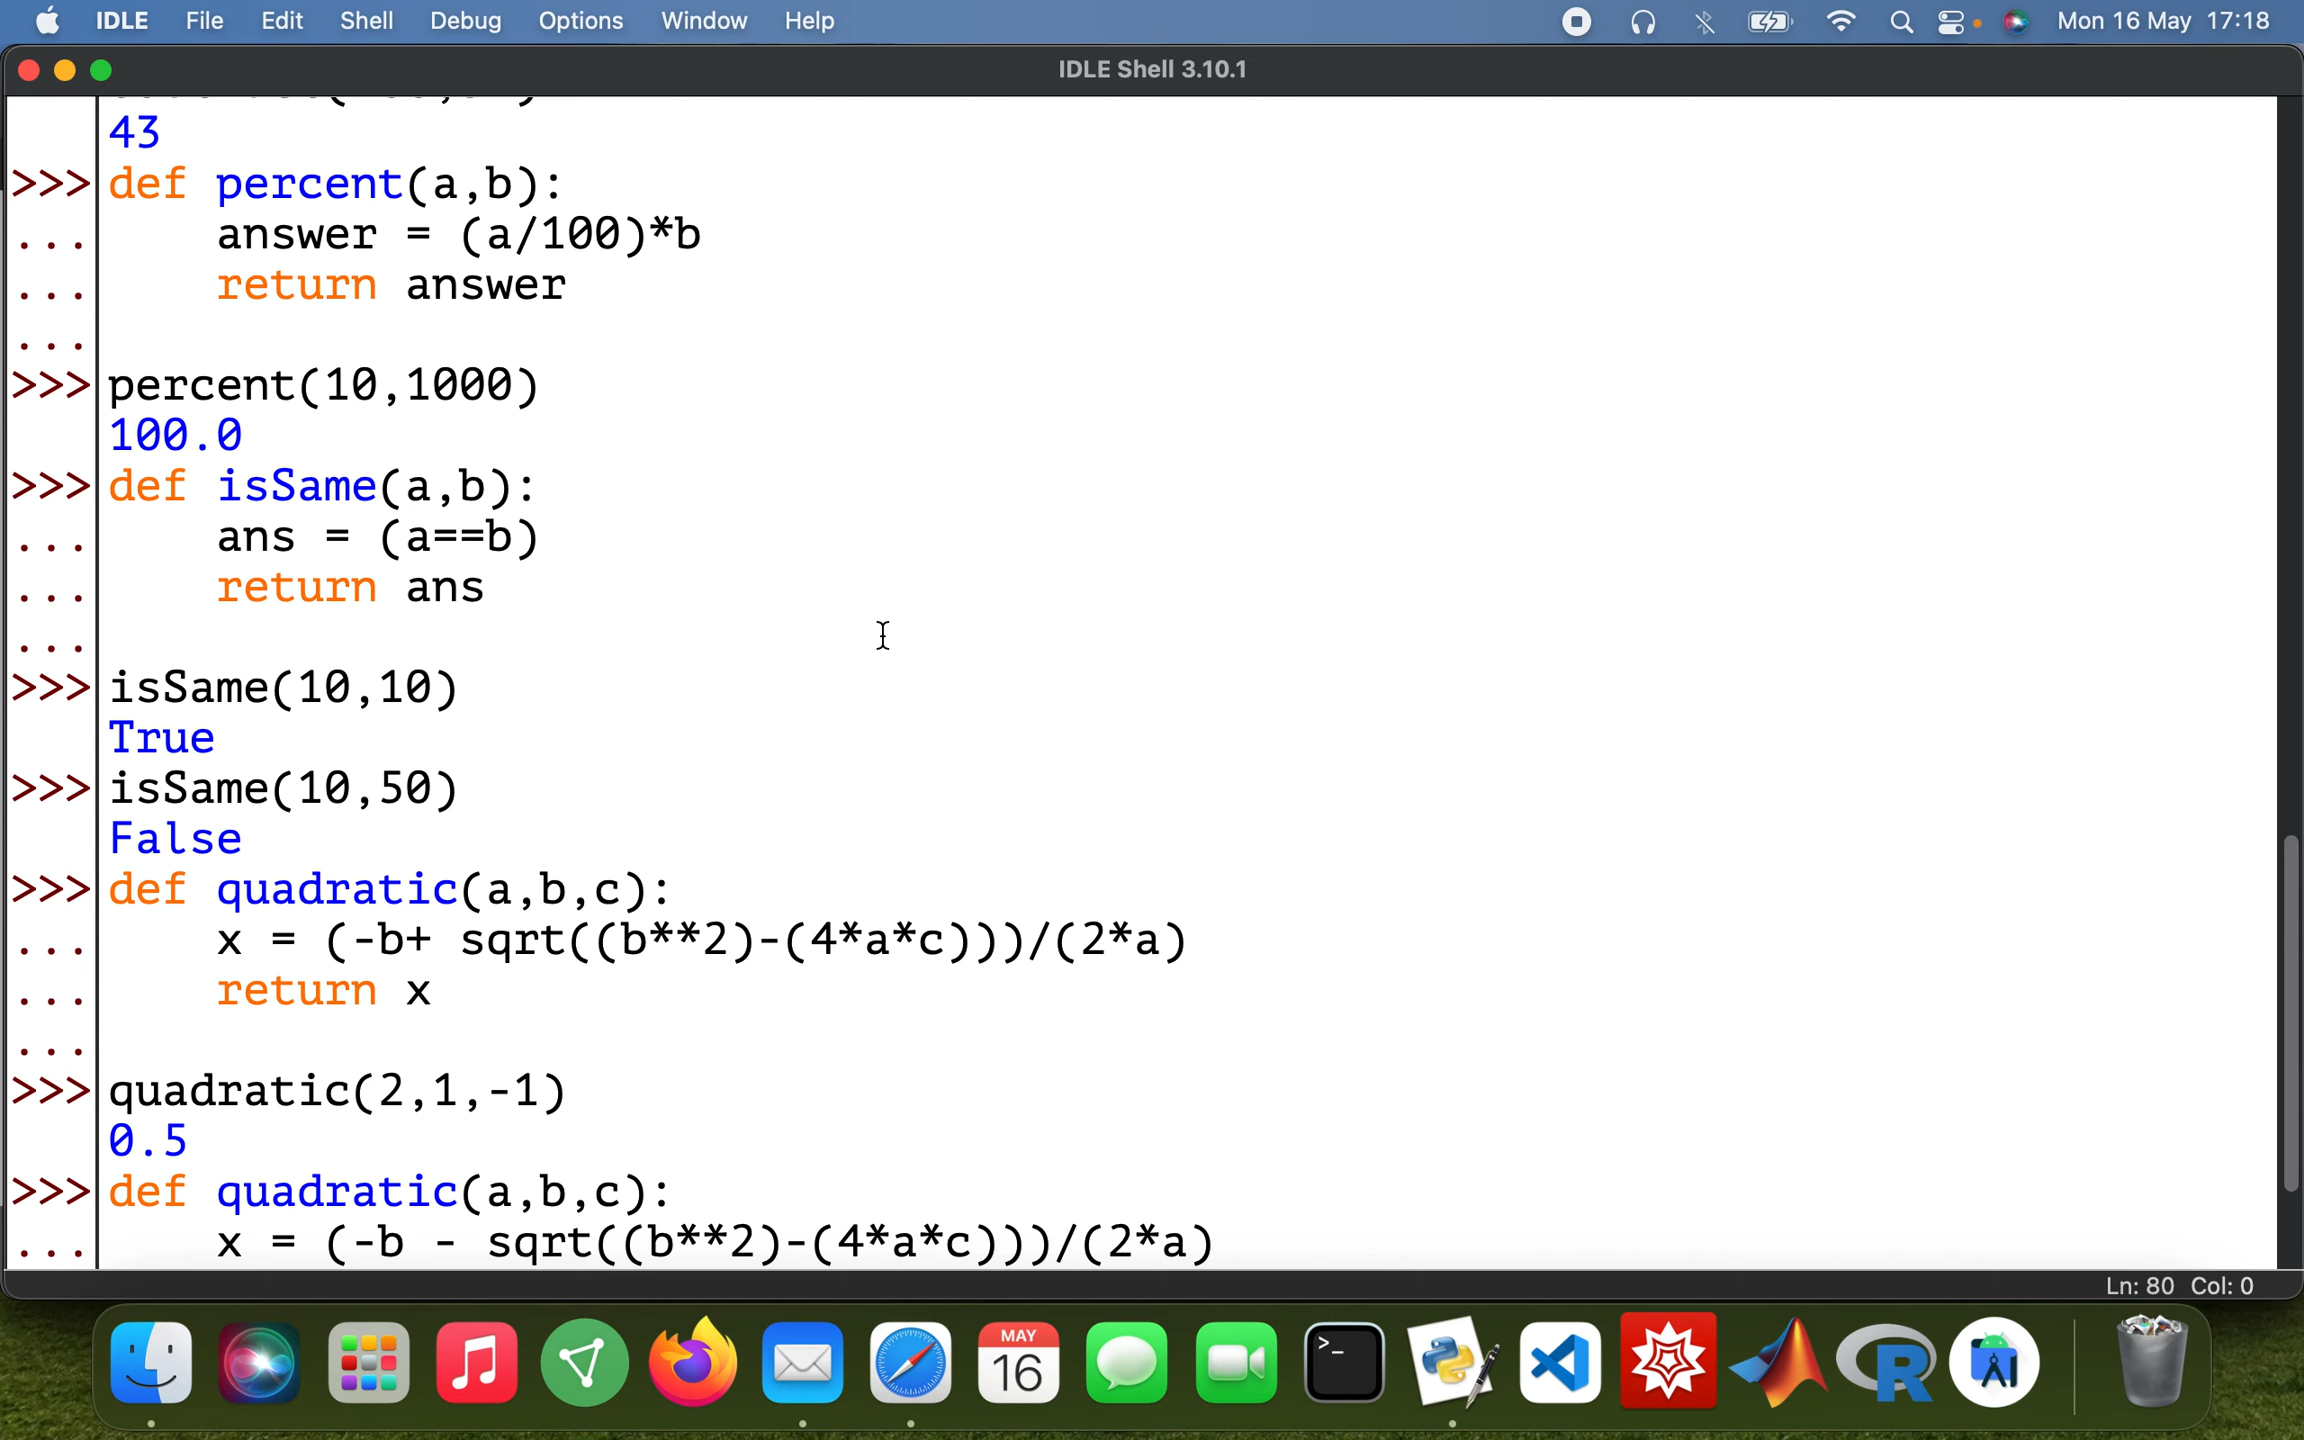 IDLE File Edit Shell Debug Options Window Help Mon 16 May 17:18
IDLE Shell 3.10.1
43
>>> def percent(a,b):
...     answer = (a/100)*b
...     return answer
...
>>> percent(10,1000)
100.0
>>> def isSame(a,b):
...     ans = (a==b)
...     return ans
...
>>> isSame(10,10)
True
>>> isSame(10,50)
False
>>> def quadratic(a,b,c):
...     x = (-b+ sqrt((b**2)-(4*a*c)))/(2*a)
...     return x
...
>>> quadratic(2,1,-1)
0.5
>>> def quadratic(a,b,c):
...     x = (-b - sqrt((b**2)-(4*a*c)))/(2*a)
Ln: 80 Col: 0
MAY
16
>_
R